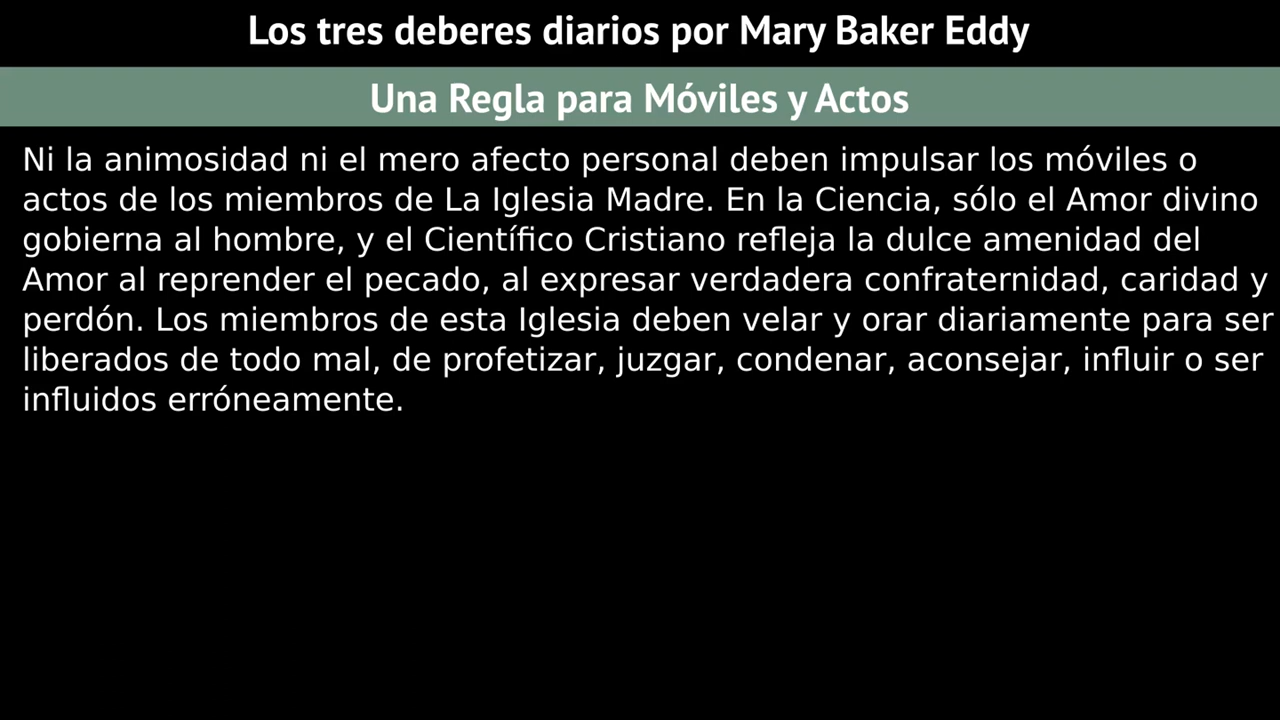 Los tres deberes diarios por Mary Baker Eddy
Una Regla para Móviles y Actos
Ni la animosidad ni el mero afecto personal deben impulsar los móviles o
actos de los miembros de La Iglesia Madre. En la Ciencia, sólo el Amor divino
gobierna al hombre, y el Científico Cristiano refleja la dulce amenidad del
Amor al reprender el pecado, al expresar verdadera confraternidad, caridad y
perdón. Los miembros de esta Iglesia deben velar y orar diariamente para ser
liberados de todo mal, de profetizar, juzgar, condenar, aconsejar, influir o ser
influidos erróneamente.